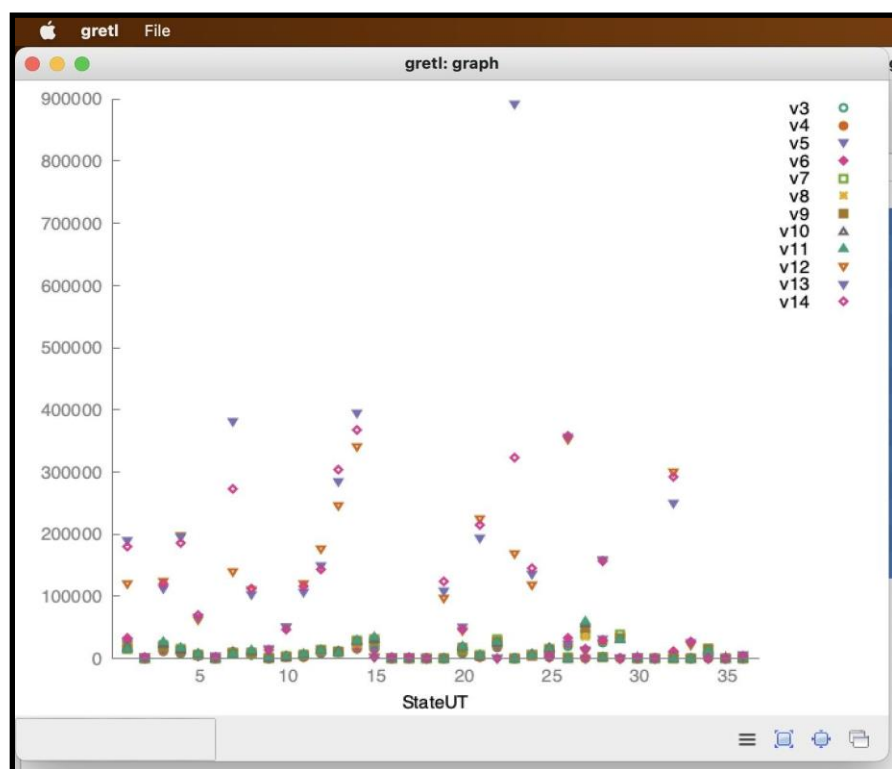 gretl File
gretl: graph
900000
800000
700000
600000
500000
400000
300000
200000
100000
0
5 10 15 20 25 30 35
StateUT
v3
v4
v5
v6
v7
v8
v9
v10
v11
v12
v13
v14